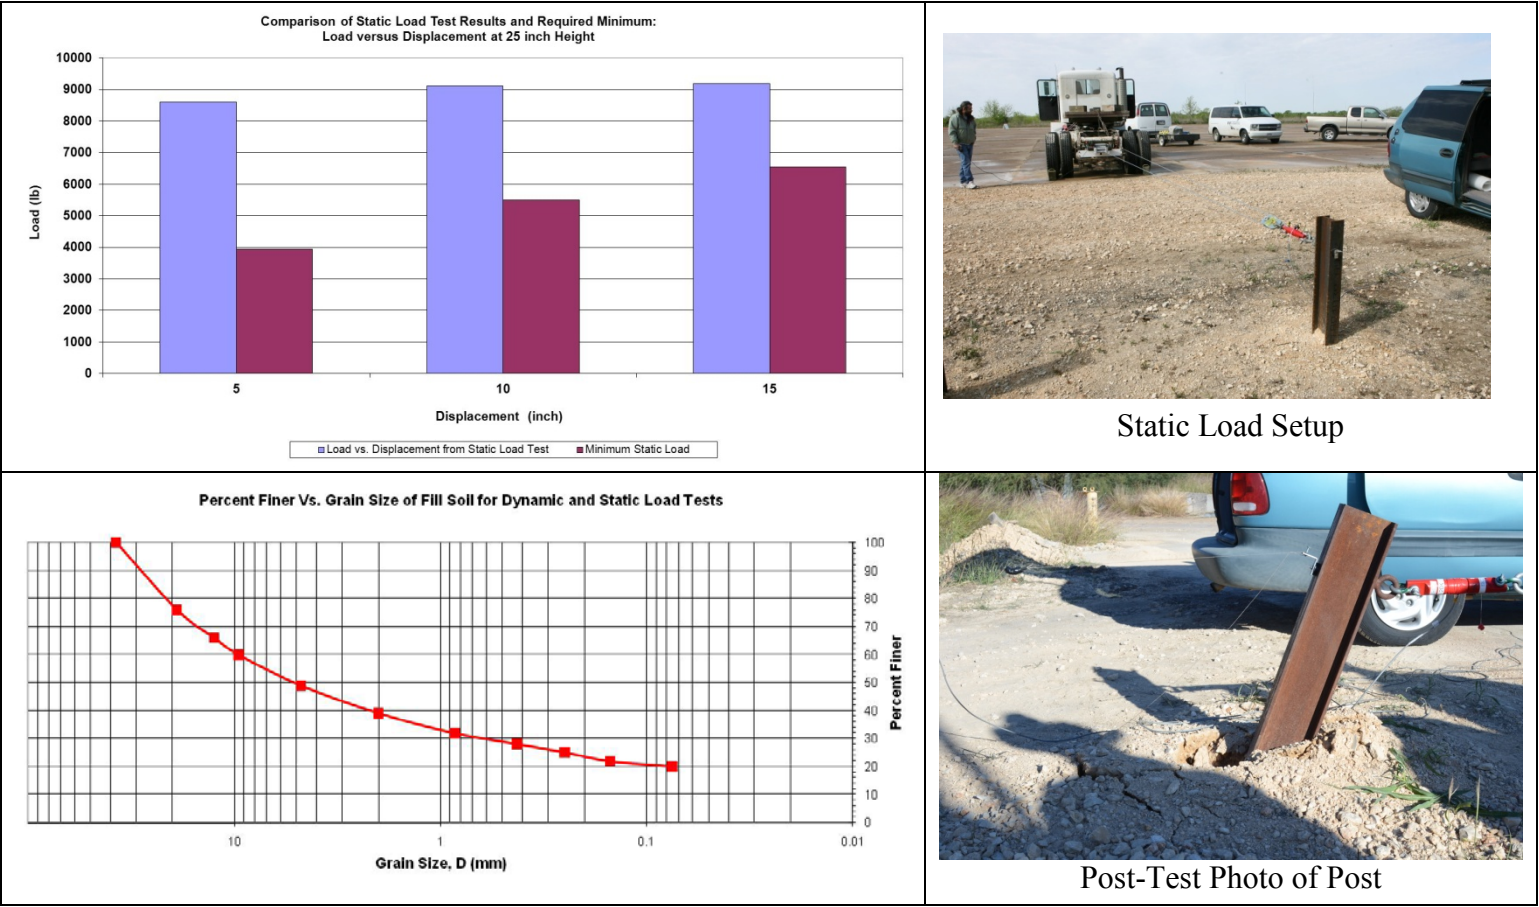 Comparison of Static Load Test Results and Required Minimum:
Load versus Displacement at 25 inch Height
10000
9000
8000
7000
6000
5000
4000
3000
2000
1000
0
Load (lb)
5 10 15
Displacement (inch)
Load vs. Displacement from Static Load Test Minimum Static Load
Static Load Setup
Percent Finer Vs. Grain Size of Fill Soil for Dynamic and Static Load Tests
100
90
80
70
60
50
40
30
20
10
0
Percent Finer
10 1 0.1 0.01
Grain Size, D (mm)
Post-Test Photo of Post